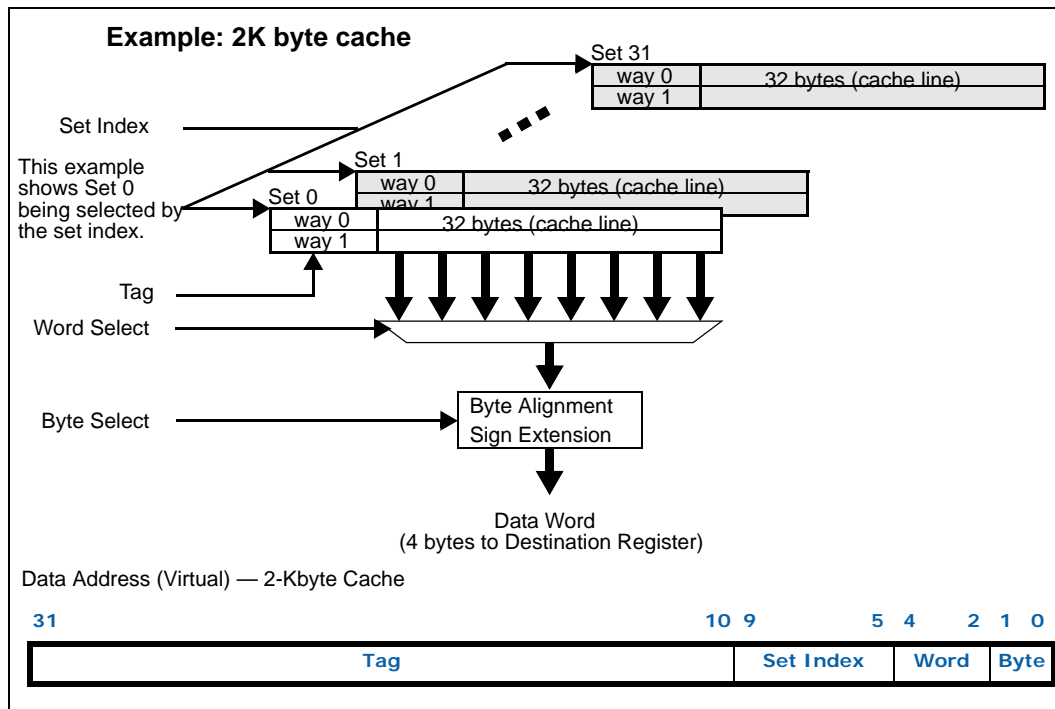 Example: 2K byte cache
Set 31
way 0
32 bytes (cache line)
way 1
Set Index
This example
shows Set 0
being selected by
the set index.
Set 1
way 0
32 bytes (cache line)
way 1
Set 0
way 0
32 bytes (cache line)
way 1
Tag
Word Select
Byte Select
Byte Alignment
Sign Extension
Data Word
(4 bytes to Destination Register)
Data Address (Virtual) — 2-Kbyte Cache
31 10 9 5 4 2 1 0
Tag Set Index Word Byte